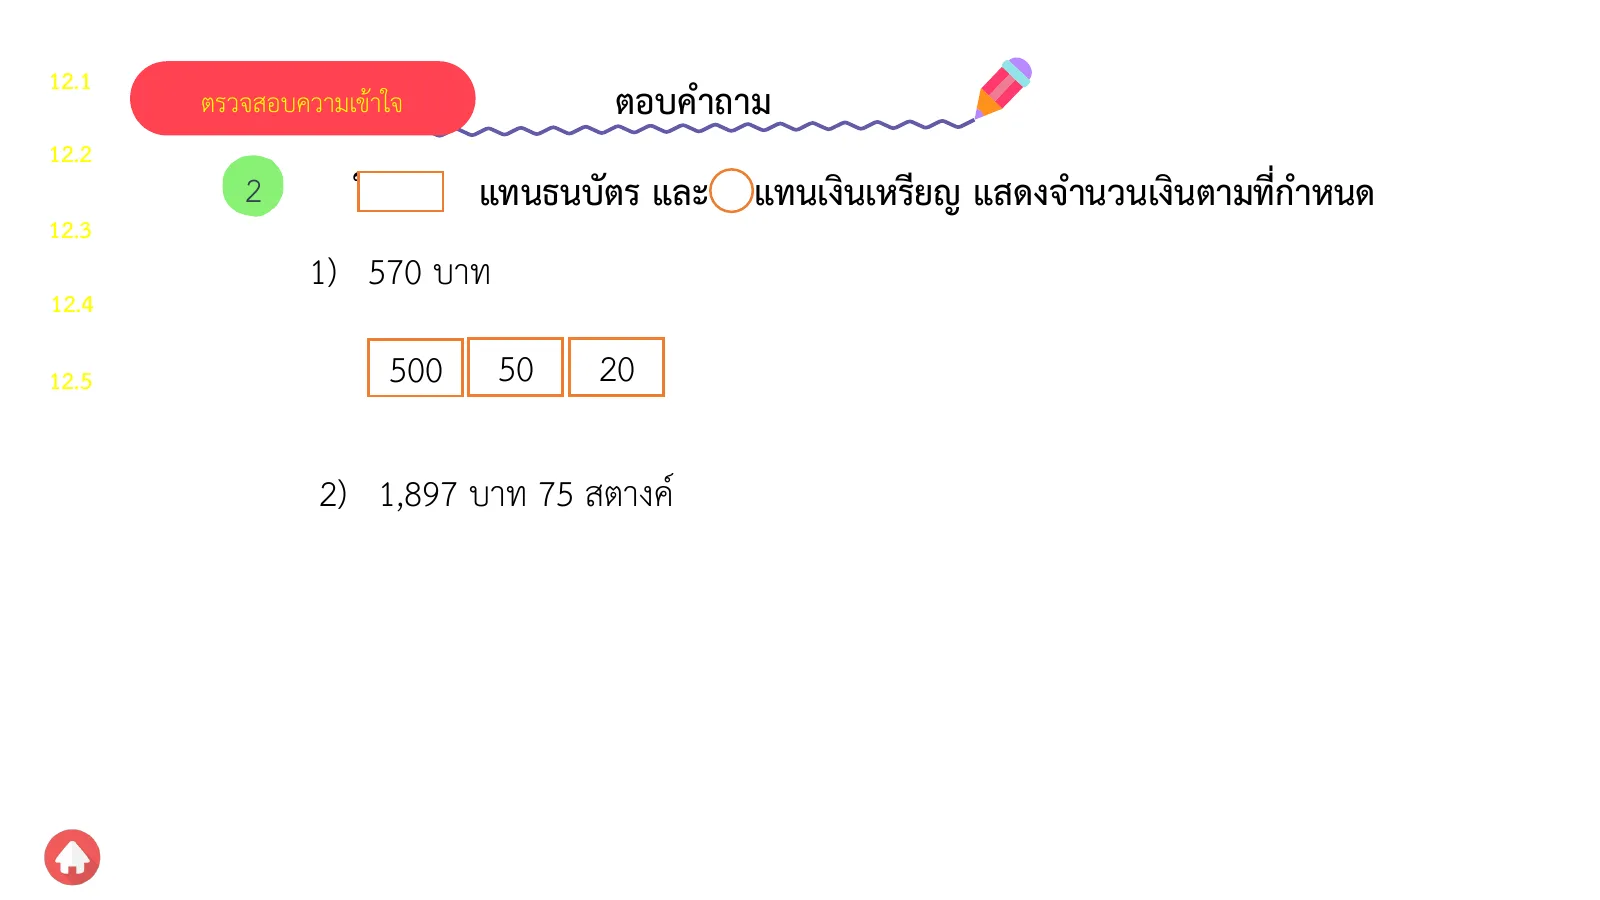 12.1
ตรวจสอบความเข้าใจ
ตอบคำถาม
12.2
2
แทนธนบัตร และ แทนเงินเหรียญ แสดงจำนวนเงินตามที่กำหนด
12.3
1) 570 บาท
12.4
500 50 20
12.5
2) 1,897 บาท 75 สตางค์